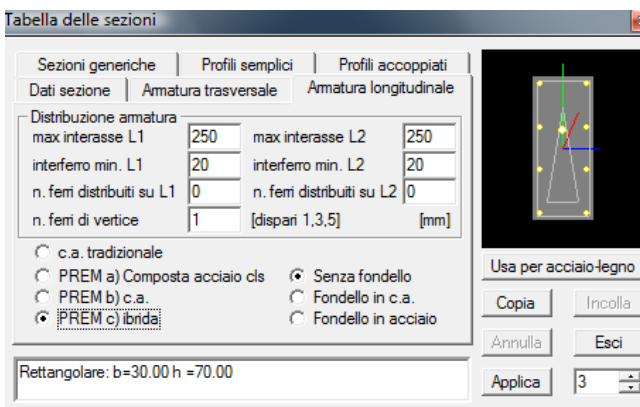 Tabella delle sezioni
Sezioni generiche Profili semplici Profili accoppiati
Dati sezione Armatura trasversale Armatura longitudinale
Distribuzione armatura
max interasse L1 250 max interasse L2 250
interferro min. L1 20 interferro min. L2 20
n. ferri distribuiti su L1 0 n. ferri distribuiti su L2 0
n. ferri di vertice 1 [dispari 1,3,5] [mm]
c.a. tradizionale
PREM a) Composta acciaio cls Senza fondello
PREM b) c.a. Fondello in c.a.
PREM c) ibrida Fondello in acciaio
Rettangolare: b=30.00 h =70.00
Usa per acciaio-legno
Copia Incolla
Annulla Esci
Applica 3